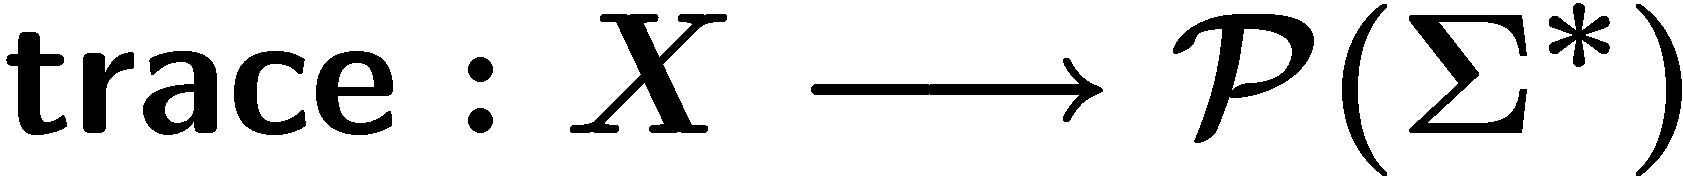 trace : X ⟶ 𝒫(Σ*)